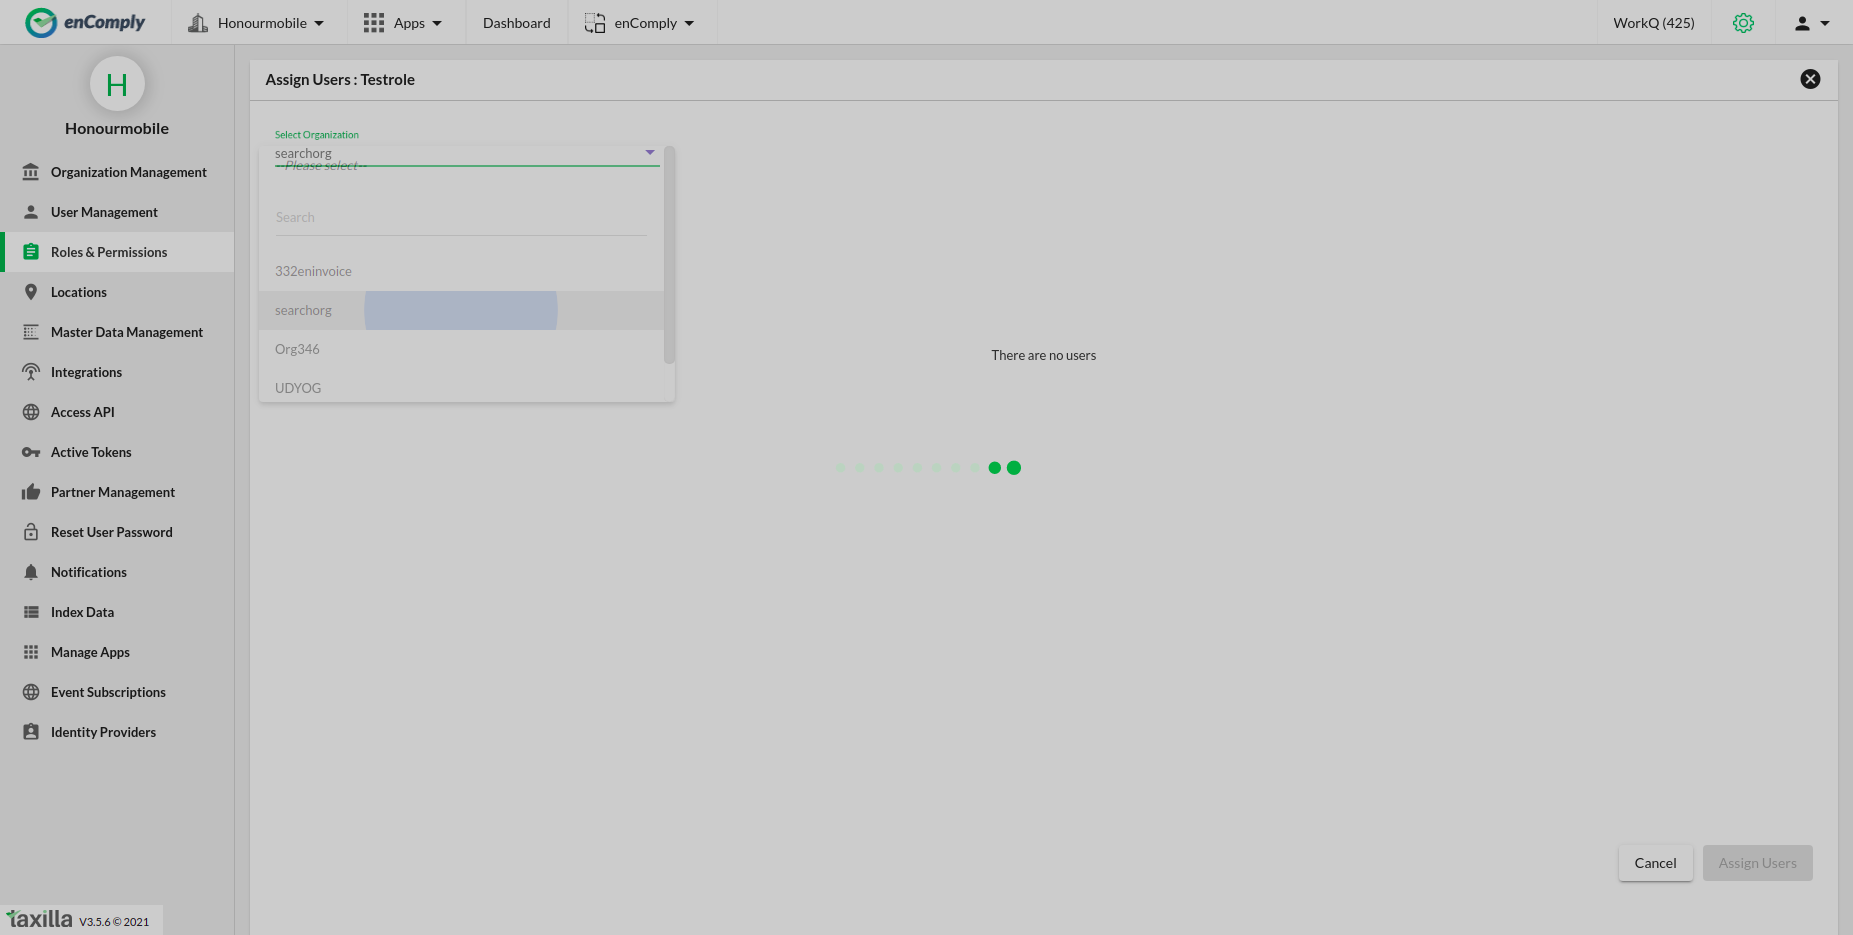 enComply
Honourmobile
Apps
Dashboard
enComply
WorkQ (425)
H
Honourmobile
Organization Management
User Management
Roles & Permissions
Locations
Master Data Management
Integrations
Access API
Active Tokens
Partner Management
Reset User Password
Notifications
Index Data
Manage Apps
Event Subscriptions
Identity Providers
taxilla V3.5.6 © 2021
Assign Users : Testrole
Select Organization
searchorg
--Please select--
Search
332eninvoice
searchorg
Org346
UDYOG
There are no users
Cancel
Assign Users